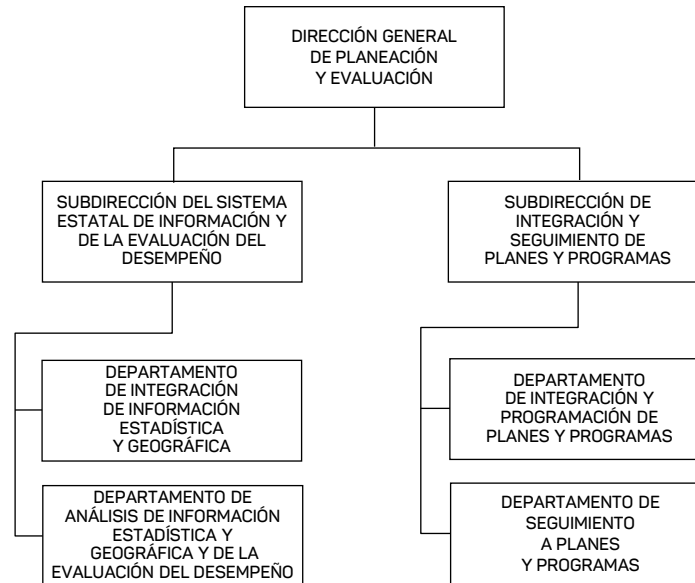 DIRECCIÓN GENERAL
DE PLANEACIÓN
Y EVALUACIÓN
SUBDIRECCIÓN DEL SISTEMA
ESTATAL DE INFORMACIÓN Y
DE LA EVALUACIÓN DEL
DESEMPEÑO
SUBDIRECCIÓN DE
INTEGRACIÓN Y
SEGUIMIENTO DE
PLANES Y PROGRAMAS
DEPARTAMENTO
DE INTEGRACIÓN
DE INFORMACIÓN
ESTADÍSTICA
Y GEOGRÁFICA
DEPARTAMENTO
DE INTEGRACIÓN Y
PROGRAMACIÓN DE
PLANES Y PROGRAMAS
DEPARTAMENTO DE
ANÁLISIS DE INFORMACIÓN
ESTADÍSTICA Y
GEOGRÁFICA Y DE LA
EVALUACIÓN DEL DESEMPEÑO
DEPARTAMENTO DE
SEGUIMIENTO
A PLANES
Y PROGRAMAS